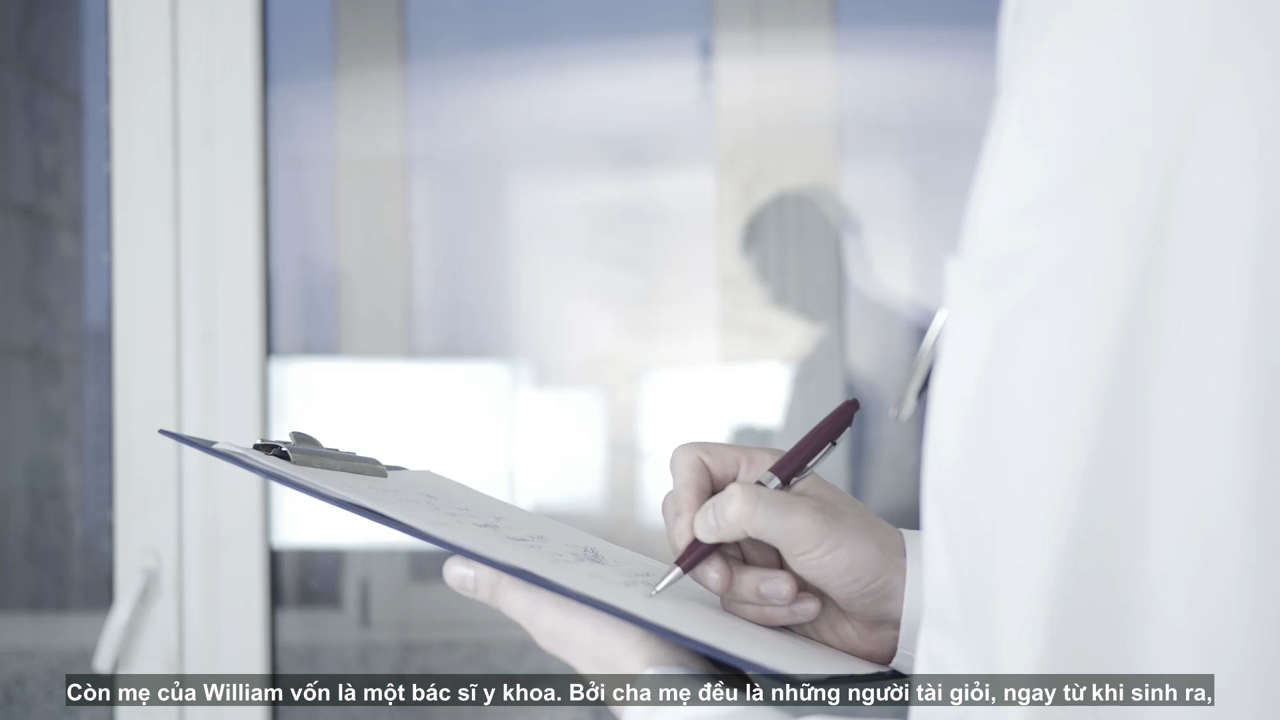 Còn mẹ của William vốn là một bác sĩ y khoa. Bởi cha mẹ đều là những người tài giỏi, ngay từ khi sinh ra,